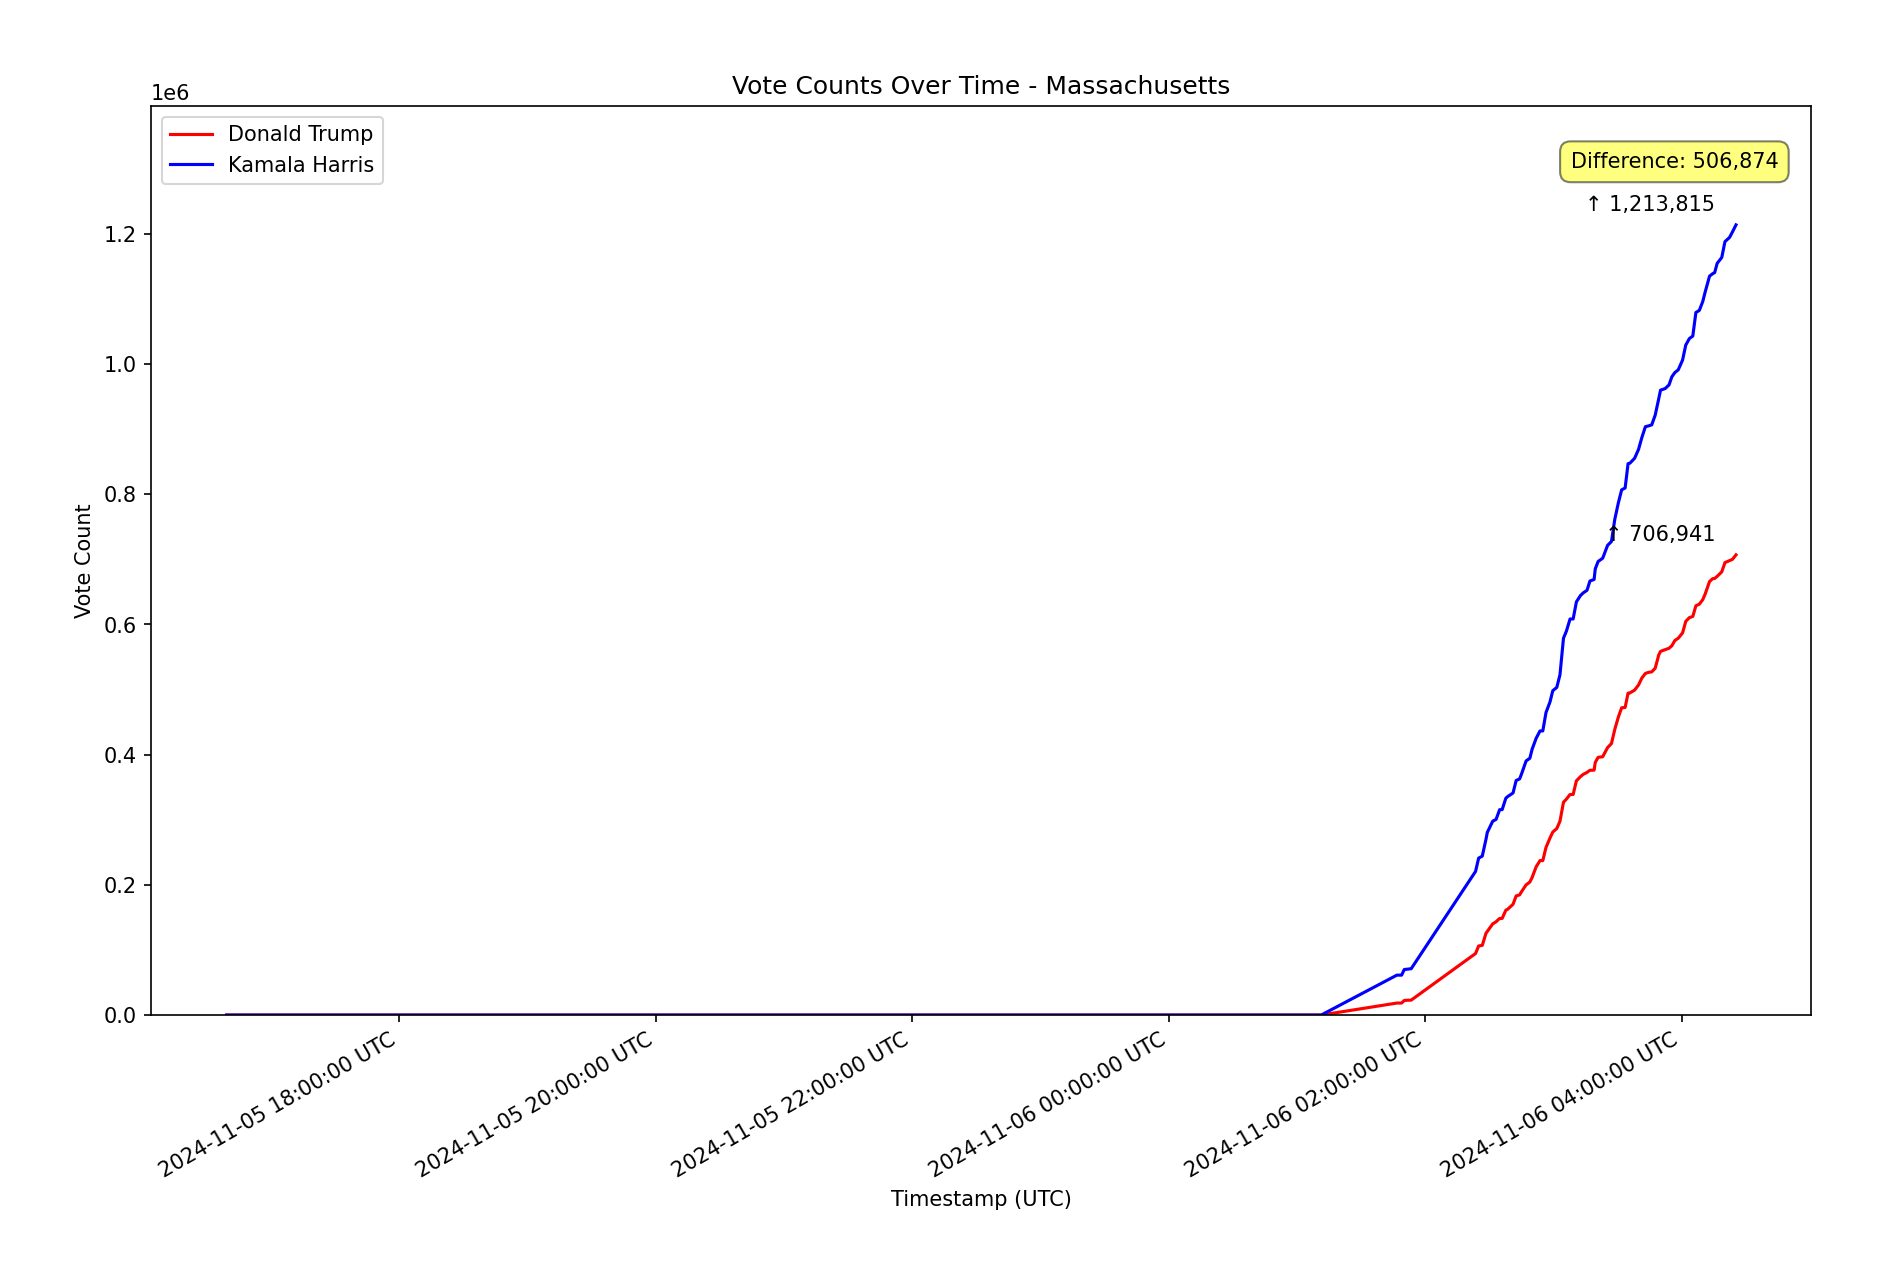 Vote Counts Over Time - Massachusetts
1e6
Donald Trump
Kamala Harris
Difference: 506,874
↑ 1,213,815
↑ 706,941
Vote Count
1.2
1.0
0.8
0.6
0.4
0.2
0.0
2024-11-05 18:00:00 UTC
2024-11-05 20:00:00 UTC
2024-11-05 22:00:00 UTC
2024-11-06 00:00:00 UTC
2024-11-06 02:00:00 UTC
2024-11-06 04:00:00 UTC
Timestamp (UTC)